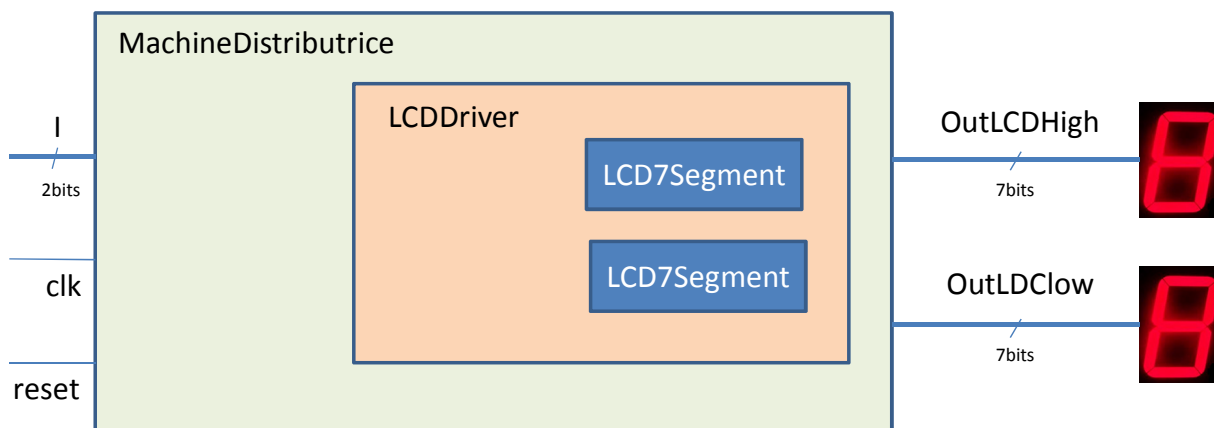 MachineDistributrice
LCDDriver
LCD7Segment
LCD7Segment
I
2bits
clk
reset
OutLCDHigh
7bits
OutLDClow
7bits